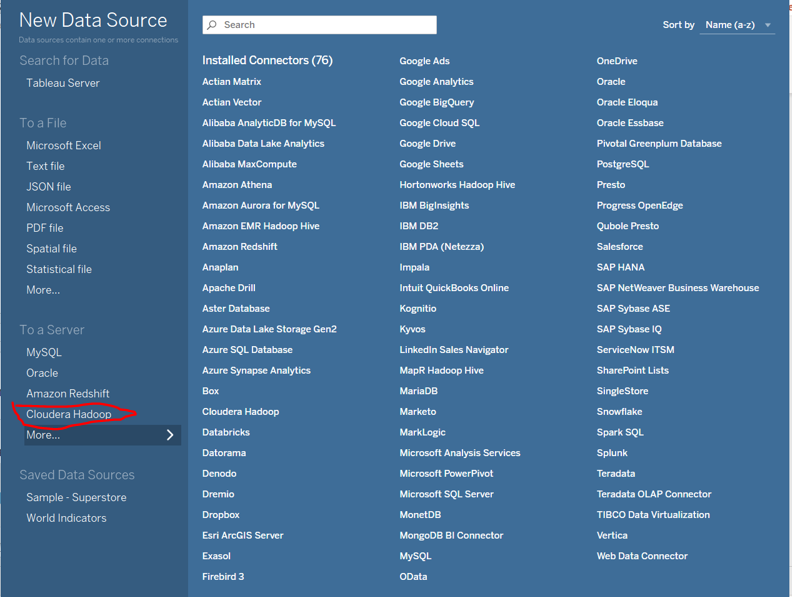 New Data Source
Data sources contain one or more connections
Search for Data
Tableau Server
To a File
Microsoft Excel
Text file
JSON file
Microsoft Access
PDF file
Spatial file
Statistical file
More...
To a Server
MySQL
Oracle
Amazon Redshift
Cloudera Hadoop
More...
Saved Data Sources
Sample - Superstore
World Indicators
Search
Sort by Name (a-z)
Installed Connectors (76)
Actian Matrix
Actian Vector
Alibaba AnalyticDB for MySQL
Alibaba Data Lake Analytics
Alibaba MaxCompute
Amazon Athena
Amazon Aurora for MySQL
Amazon EMR Hadoop Hive
Amazon Redshift
Anaplan
Apache Drill
Aster Database
Azure Data Lake Storage Gen2
Azure SQL Database
Azure Synapse Analytics
Box
Cloudera Hadoop
Databricks
Datorama
Denodo
Dremio
Dropbox
Esri ArcGIS Server
Exasol
Firebird 3
Google Ads
Google Analytics
Google BigQuery
Google Cloud SQL
Google Drive
Google Sheets
Hortonworks Hadoop Hive
IBM BigInsights
IBM DB2
IBM PDA (Netezza)
Impala
Intuit QuickBooks Online
Kognitio
Kyvos
LinkedIn Sales Navigator
MapR Hadoop Hive
MariaDB
Marketo
MarkLogic
Microsoft Analysis Services
Microsoft PowerPivot
Microsoft SQL Server
MonetDB
MongoDB BI Connector
MySQL
OData
OneDrive
Oracle
Oracle Eloqua
Oracle Essbase
Pivotal Greenplum Database
PostgreSQL
Presto
Progress OpenEdge
Qubole Presto
Salesforce
SAP HANA
SAP NetWeaver Business Warehouse
SAP Sybase ASE
SAP Sybase IQ
ServiceNow ITSM
SharePoint Lists
SingleStore
Snowflake
Spark SQL
Splunk
Teradata
Teradata OLAP Connector
TIBCO Data Virtualization
Vertica
Web Data Connector